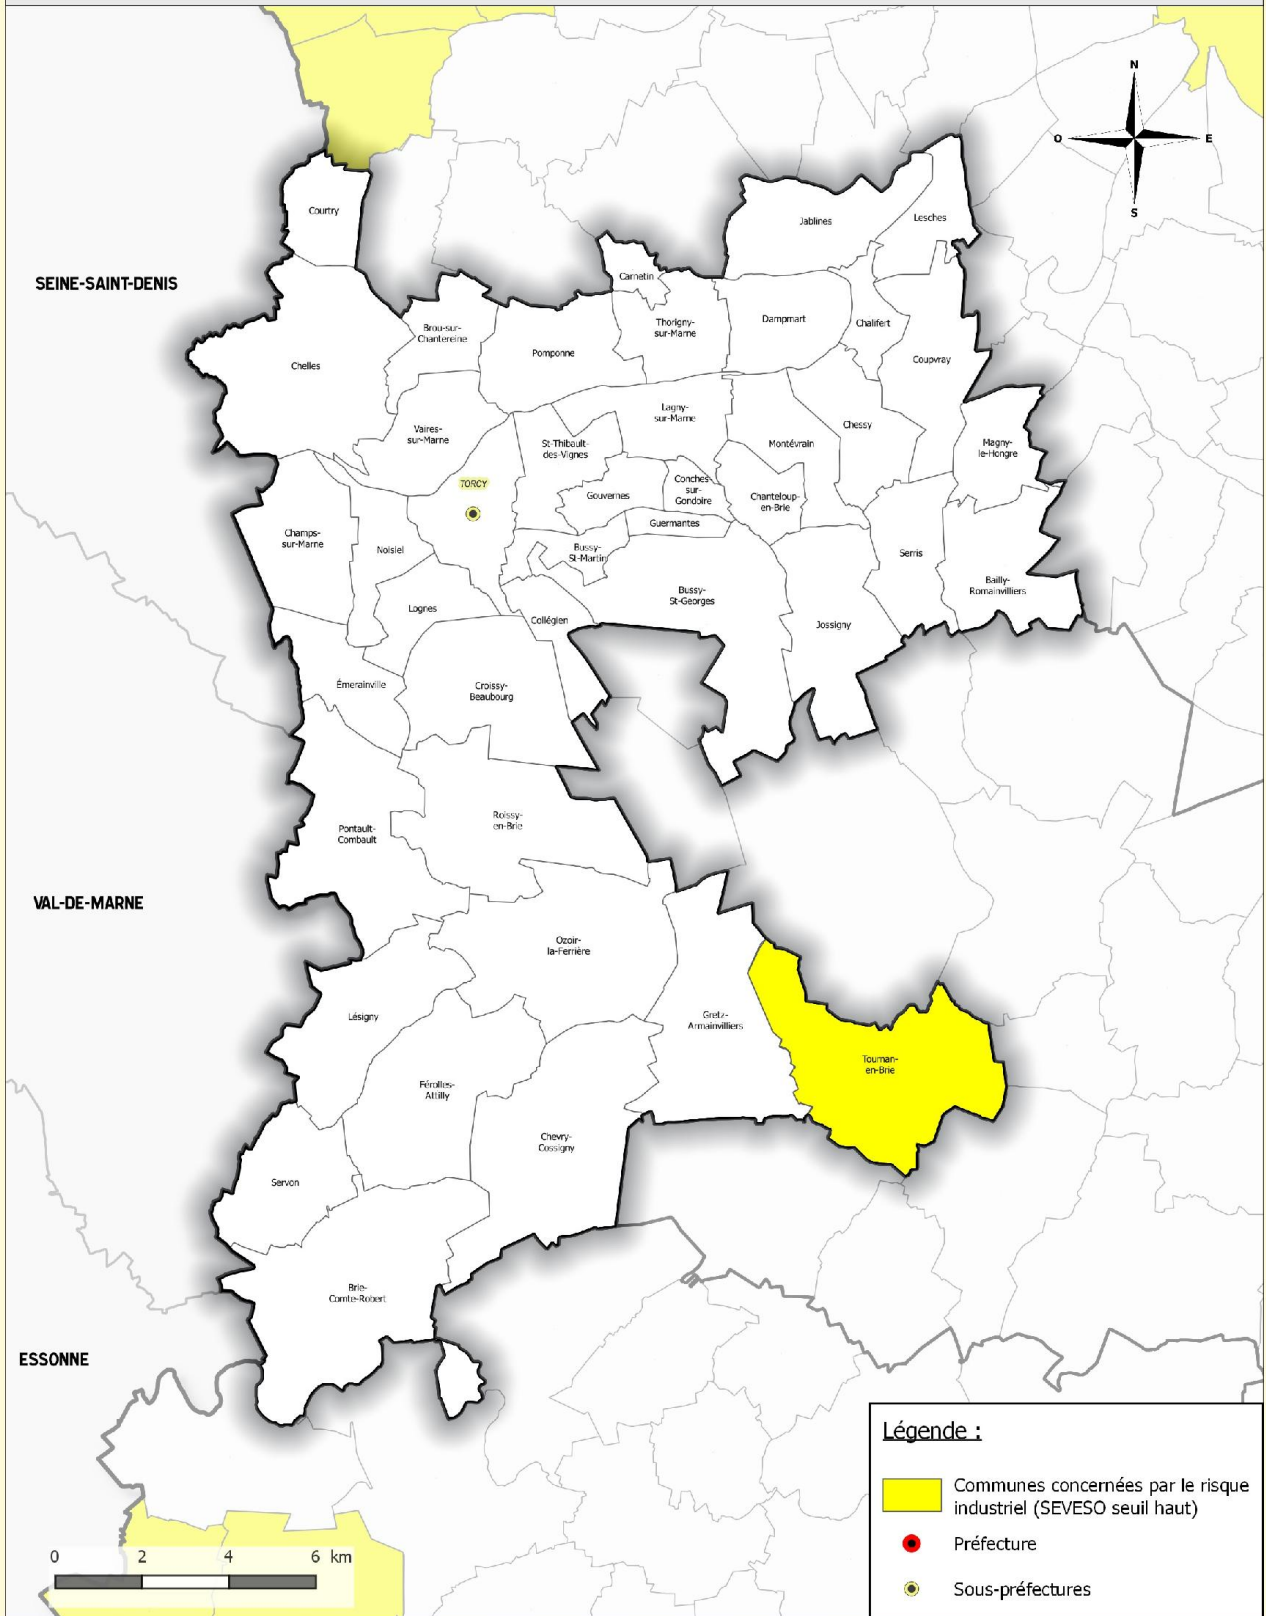 N
O
E
S
Courtry
Jablines
Lesches
SEINE-SAINT-DENIS
Carnetin
Brou-sur-
Chantereine
Pomponne
Thorigny-
sur-Marne
Dampmart
Chalifert
Coupvray
Chelles
Vaires-
sur-Marne
Lagny-
sur-Marne
St-Thibault-
des-Vignes
Montévrain
Chessy
Magny-
le-Hongre
TORCY
Gouvernes
Conches-
sur-
Gondoire
Chanteloup-
en-Brie
Guermantes
Champs-
sur-Marne
Noisiel
Bussy-
St-Martin
Serris
Bailly-
Romainvilliers
Lognes
Collégien
Bussy-
St-Georges
Jossigny
Émerainville
Croissy-
Beaubourg
Pontault-
Combault
Roissy-
en-Brie
VAL-DE-MARNE
Ozoir-
la-Ferrière
Lésigny
Gretz-
Armainvilliers
Tournan-
en-Brie
Férolles-
Attilly
Chevry-
Cossigny
Servon
Brie-
Comte-Robert
ESSONNE
Légende :
Communes concernées par le risque
industriel (SEVESO seuil haut)
Préfecture
Sous-préfectures
0 2 4 6 km